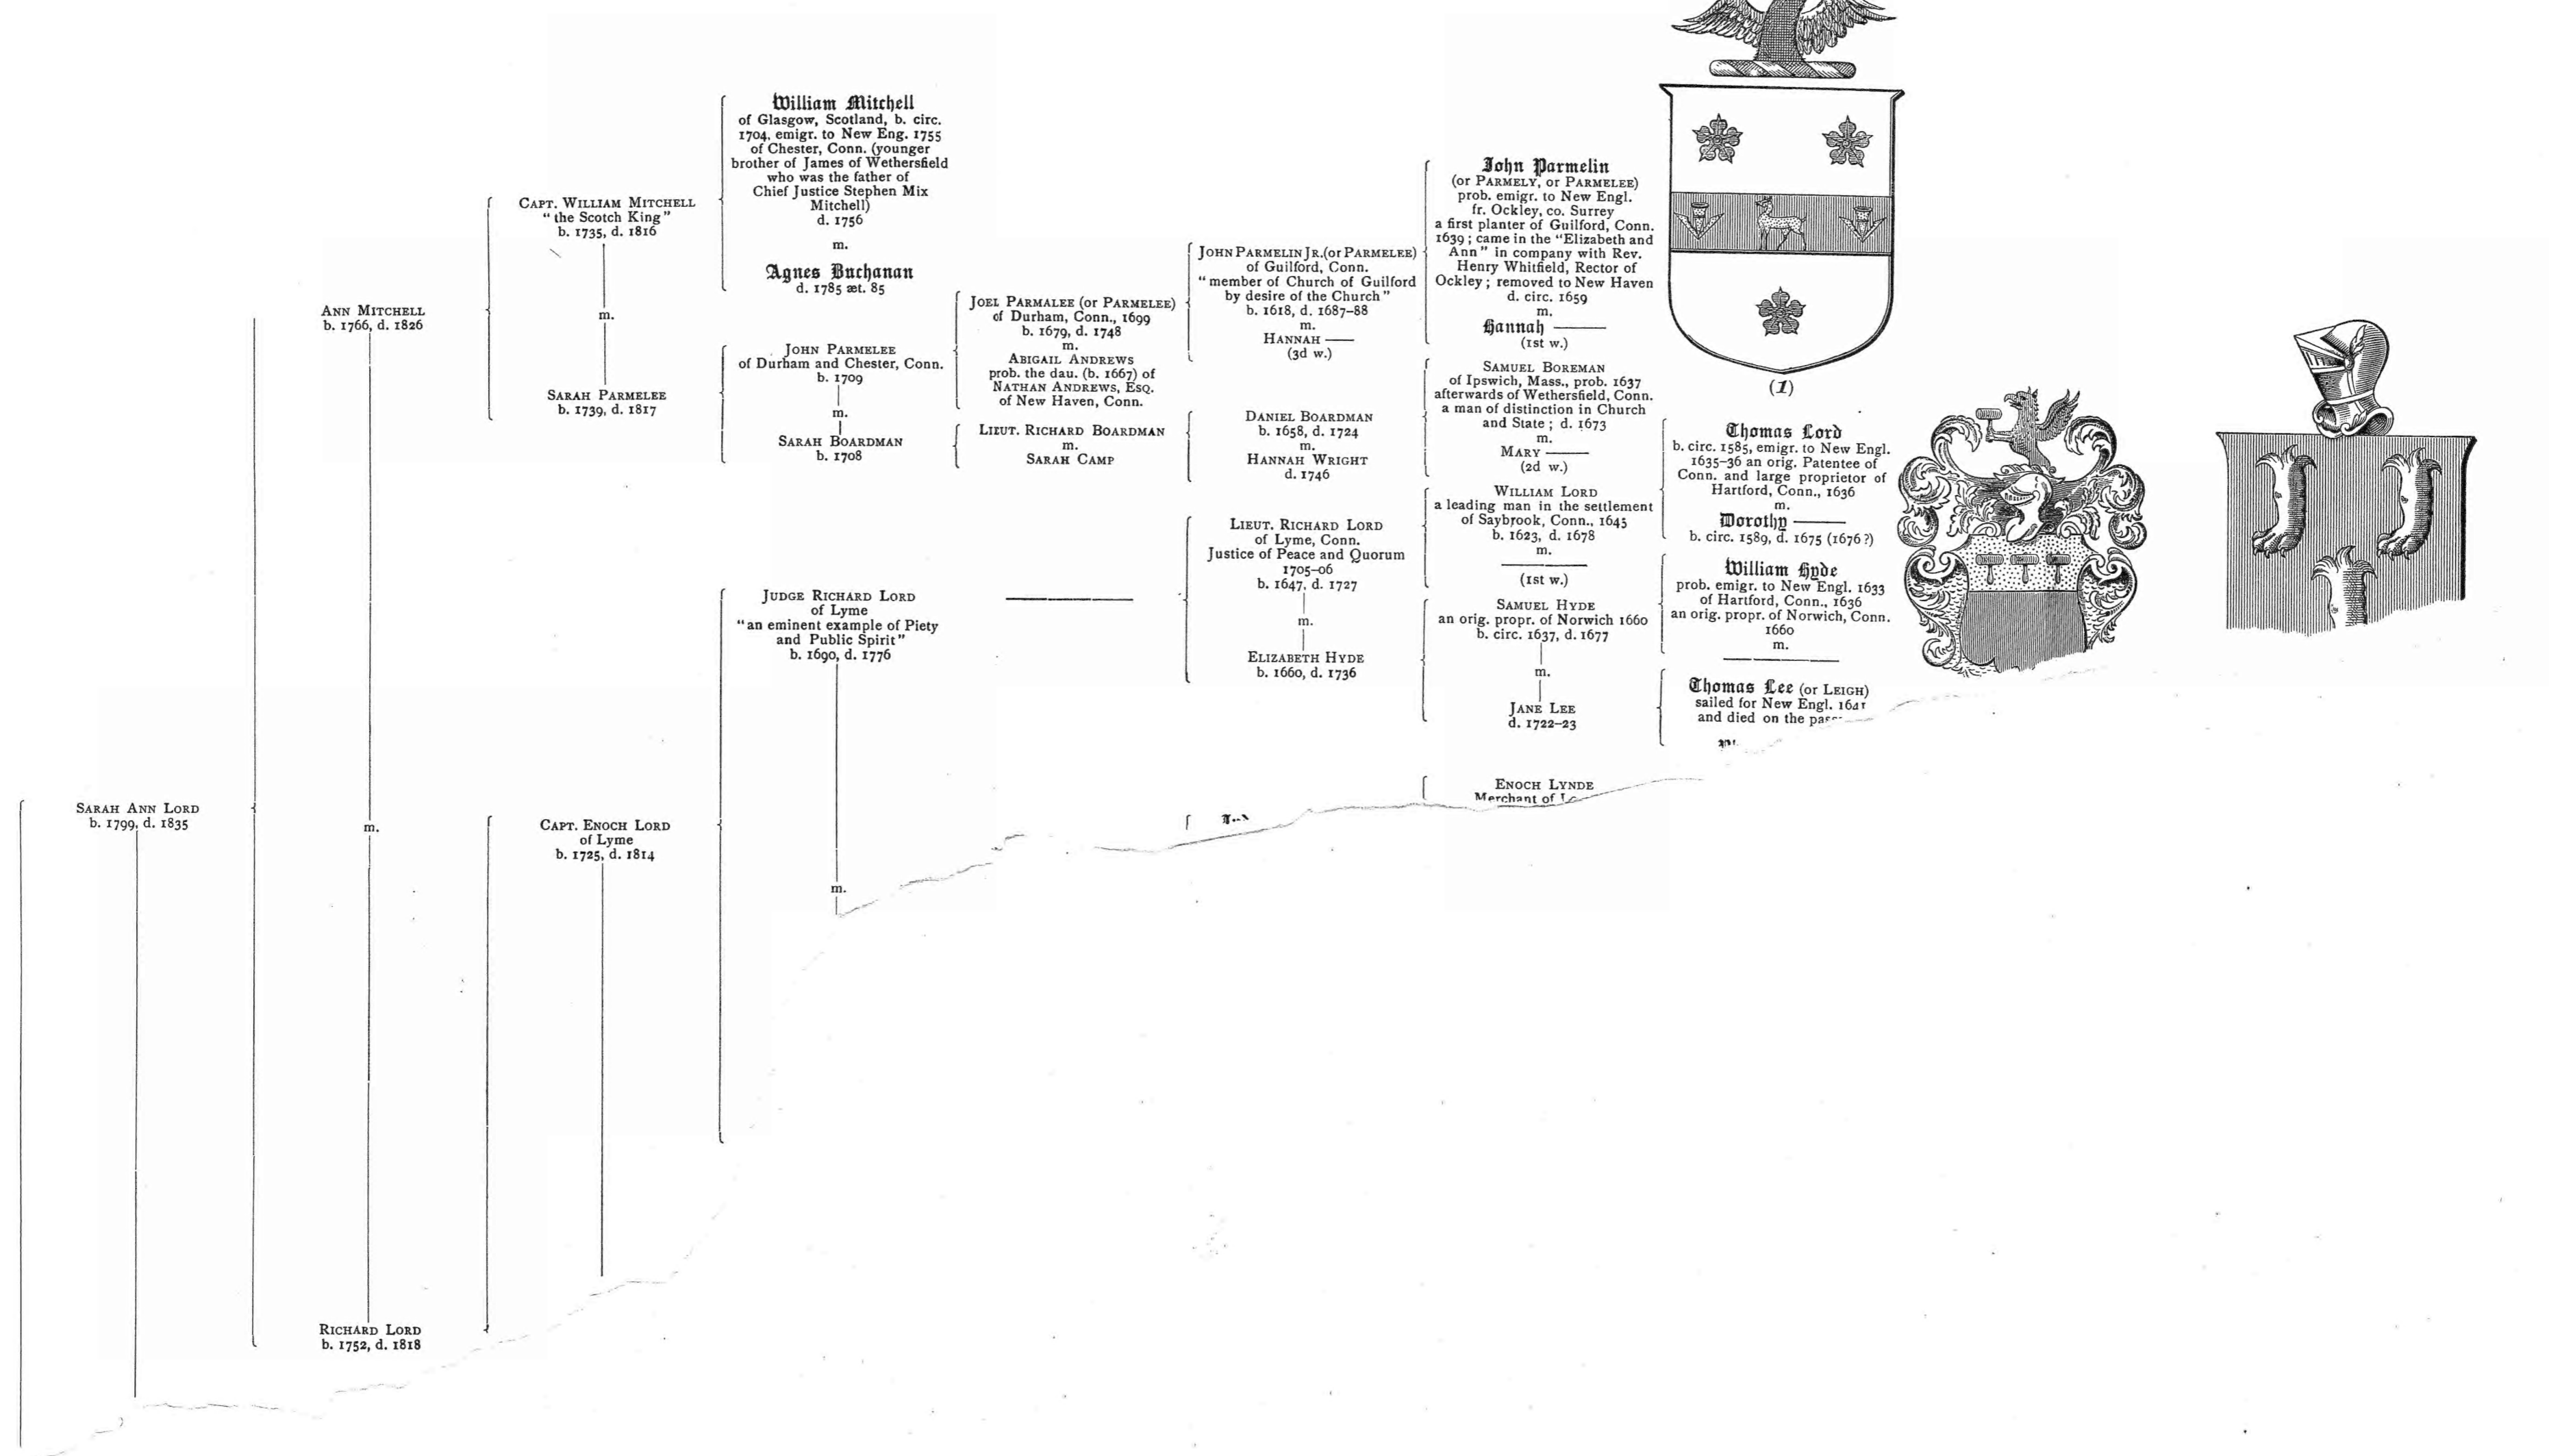 William Mitchell
of Glasgow, Scotland, b. circ.
1704, emigr. to New Eng. 1755
of Chester, Conn. (younger
brother of James of Wethersfield
who was the father of
Chief Justice Stephen Mix
Mitchell)
d. 1756
m.
Agnes Buchanan
d. 1785 æt. 85
CAPT. WILLIAM MITCHELL
"the Scotch King"
b. 1735, d. 1816
m.
SARAH PARMELEE
b. 1739, d. 1817
ANN MITCHELL
b. 1766, d. 1826
m.
RICHARD LORD
b. 1752, d. 1818
JOHN PARMELEE
of Durham and Chester, Conn.
b. 1709
m.
SARAH BOARDMAN
b. 1708
JOEL PARMALEE (or PARMELEE)
of Durham, Conn., 1699
b. 1679, d. 1748
m.
ABIGAIL ANDREWS
prob. the dau. (b. 1667) of
NATHAN ANDREWS, ESQ.
of New Haven, Conn.
LIEUT. RICHARD BOARDMAN
m.
SARAH CAMP
JOHN PARMELIN JR. (or PARMELEE)
of Guilford, Conn.
"member of Church of Guilford
by desire of the Church"
b. 1618, d. 1687–88
m.
HANNAH ——
(3d w.)
DANIEL BOARDMAN
b. 1658, d. 1724
m.
HANNAH WRIGHT
d. 1746
John Parmelin
(or PARMELY, or PARMELEE)
prob. emigr. to New Engl.
fr. Ockley, co. Surrey
a first planter of Guilford, Conn.
1639; came in the "Elizabeth and
Ann" in company with Rev.
Henry Whitfield, Rector of
Ockley; removed to New Haven
d. circ. 1659
m.
Hannah ——
(1st w.)
SAMUEL BOREMAN
of Ipswich, Mass., prob. 1637
afterwards of Wethersfield, Conn.
a man of distinction in Church
and State; d. 1673
m.
MARY ——
(2d w.)
(1)
SARAH ANN LORD
b. 1799, d. 1835
CAPT. ENOCH LORD
of Lyme
b. 1725, d. 1814
JUDGE RICHARD LORD
of Lyme
"an eminent example of Piety
and Public Spirit"
b. 1690, d. 1776
m.
LIEUT. RICHARD LORD
of Lyme, Conn.
Justice of Peace and Quorum
1705–06
b. 1647, d. 1727
m.
ELIZABETH HYDE
b. 1660, d. 1736
WILLIAM LORD
a leading man in the settlement
of Saybrook, Conn., 1645
b. 1623, d. 1678
m.
——
(1st w.)
SAMUEL HYDE
an orig. propr. of Norwich 1660
b. circ. 1637, d. 1677
m.
JANE LEE
d. 1722–23
Thomas Lord
b. circ. 1585, emigr. to New Engl.
1635–36 an orig. Patentee of
Conn. and large proprietor of
Hartford, Conn., 1636
m.
Dorothy ——
b. circ. 1589, d. 1675 (1676?)
William Hyde
prob. emigr. to New Engl. 1633
of Hartford, Conn., 1636
an orig. propr. of Norwich, Conn.
1660
m.
——
Thomas Lee (or LEIGH)
sailed for New Engl. 1641
and died on the
ENOCH LYNDE
Merchant of